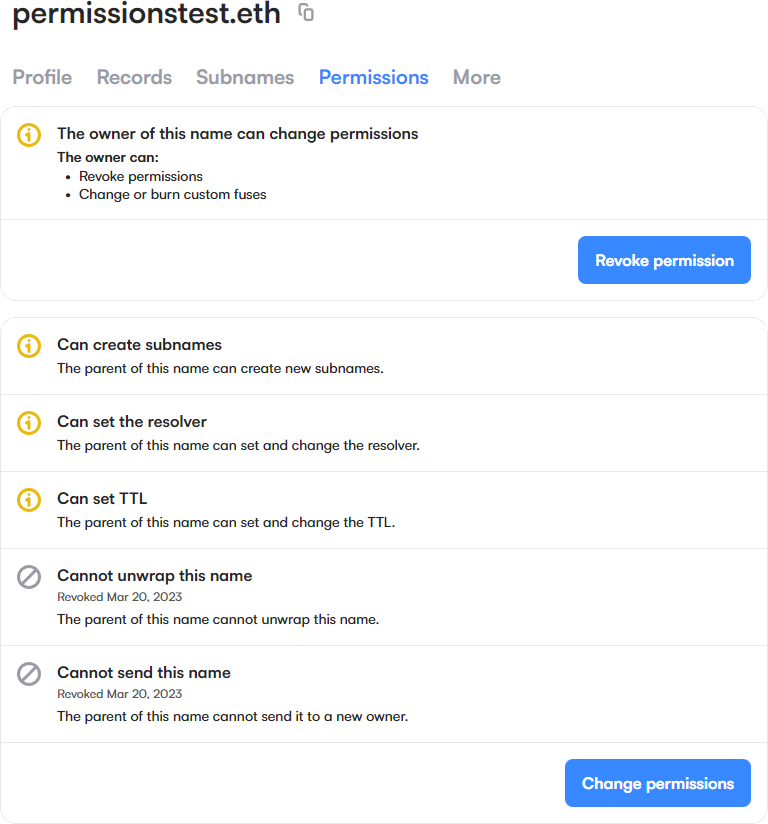 permissionstest.eth
Profile Records Subnames Permissions More
The owner of this name can change permissions
The owner can:
• Revoke permissions
• Change or burn custom fuses
Revoke permission
Can create subnames
The parent of this name can create new subnames.
Can set the resolver
The parent of this name can set and change the resolver.
Can set TTL
The parent of this name can set and change the TTL.
Cannot unwrap this name
Revoked Mar 20, 2023
The parent of this name cannot unwrap this name.
Cannot send this name
Revoked Mar 20, 2023
The parent of this name cannot send it to a new owner.
Change permissions